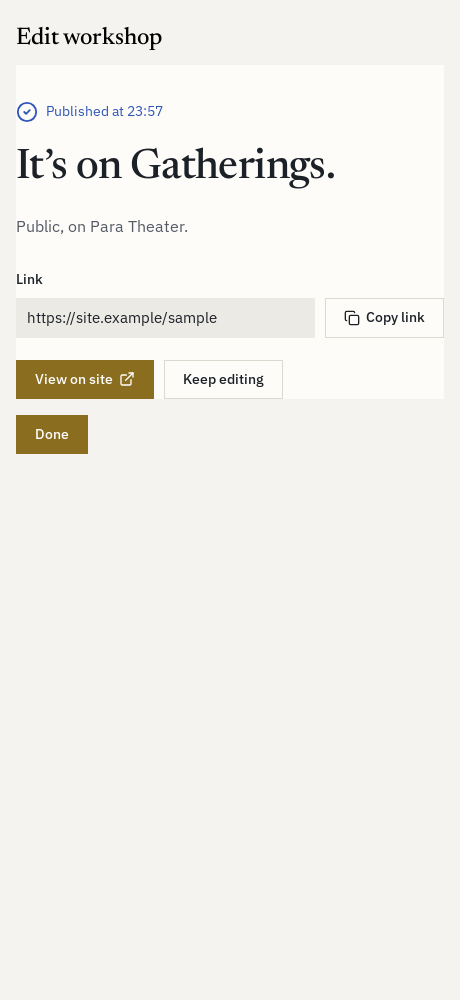 Edit workshop
Published at 23:57
It’s on Gatherings.
Public, on Para Theater.
Link
https://site.example/sample
Copy link
View on site
Keep editing
Done